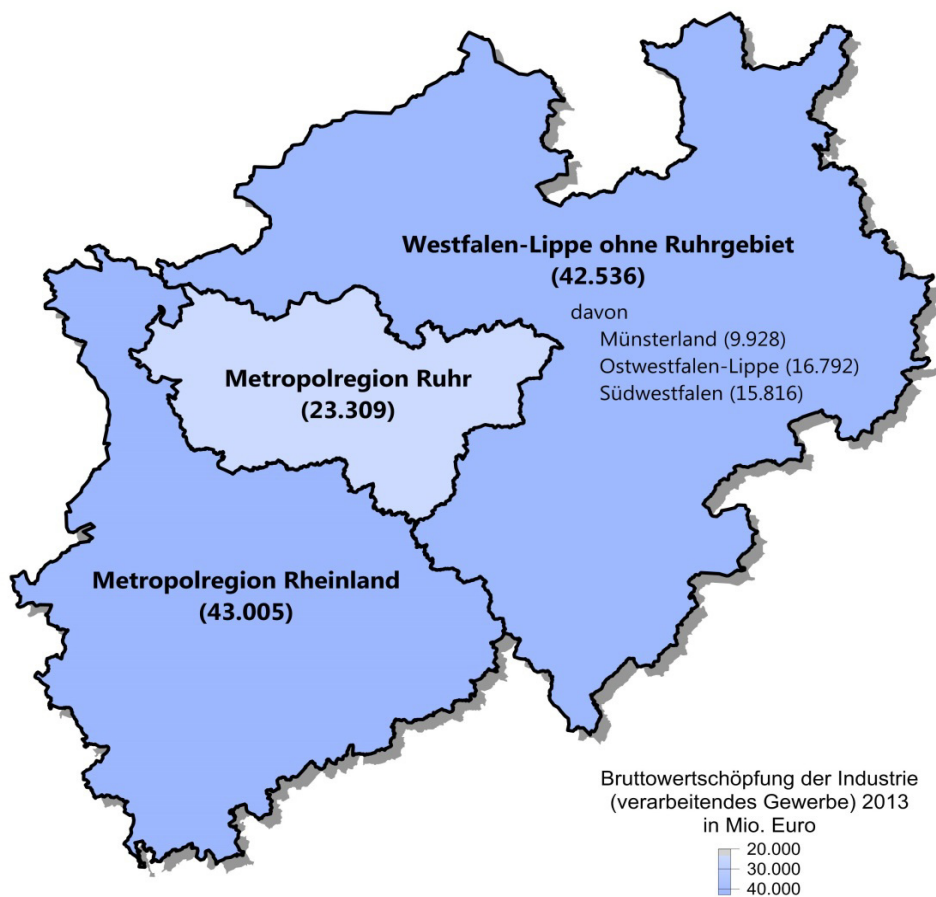 Westfalen-Lippe ohne Ruhrgebiet
(42.536)
davon
Münsterland (9.928)
Ostwestfalen-Lippe (16.792)
Südwestfalen (15.816)
Metropolregion Ruhr
(23.309)
Metropolregion Rheinland
(43.005)
Bruttowertschöpfung der Industrie
(verarbeitendes Gewerbe) 2013
in Mio. Euro
20.000
30.000
40.000